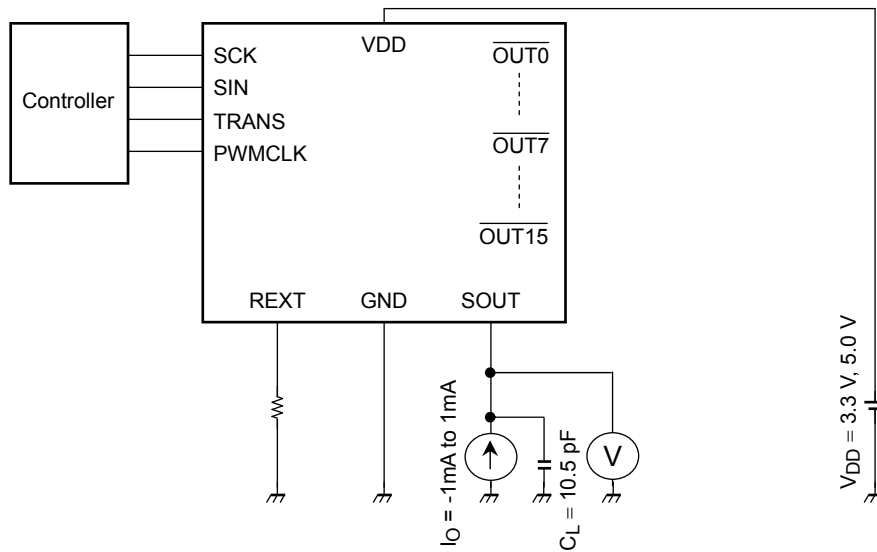 Controller
SCK
SIN
TRANS
PWMCLK
VDD
OUT0
OUT7
OUT15
REXT
GND
SOUT
IO = -1mA to 1mA
CL = 10.5 pF
V
VDD = 3.3 V, 5.0 V